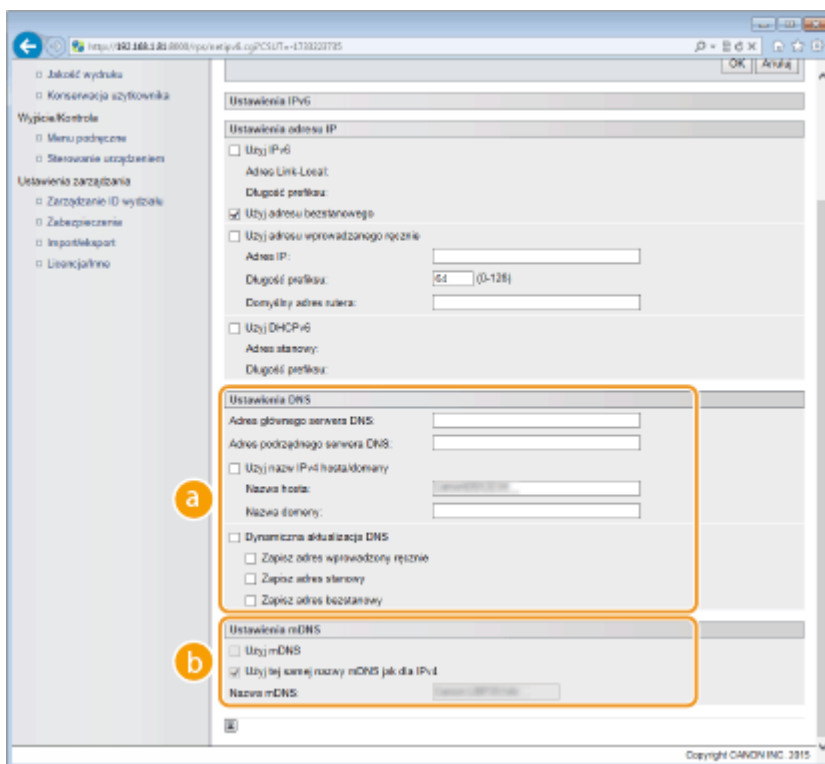 OK Anuluj
Jakość wydruku
Konserwacja użytkownika
Wyjście/Kontrola
Menu podręczne
Sterowanie urządzeniem
Ustawienia zarządzania
Zarządzanie ID wydziału
Zabezpieczenia
Import/eksport
Licencja/Inne
Ustawienia IPv6
Ustawienia adresu IP
Użyj IPv6
Adres Link-Local:
Długość prefiksu:
Użyj adresu bezstanowego
Użyj adresu wprowadzanego ręcznie
Adres IP:
Długość prefiksu: 64 (0-128)
Domyślny adres rutera:
Użyj DHCPv6
Adres stanowy:
Długość prefiksu:
Ustawienia DNS
Adres głównego serwera DNS:
Adres podrzędnego serwera DNS:
Użyj nazw IPv4 hosta/domeny
a
Nazwa hosta:
Nazwa domeny:
Dynamiczna aktualizacja DNS
Zapisz adres wprowadzony ręcznie
Zapisz adres stanowy
Zapisz adres bezstanowy
Ustawienia mDNS
b
Użyj mDNS
Użyj tej samej nazwy mDNS jak dla IPv4
Nazwa mDNS:
Copyright CANON INC. 2015